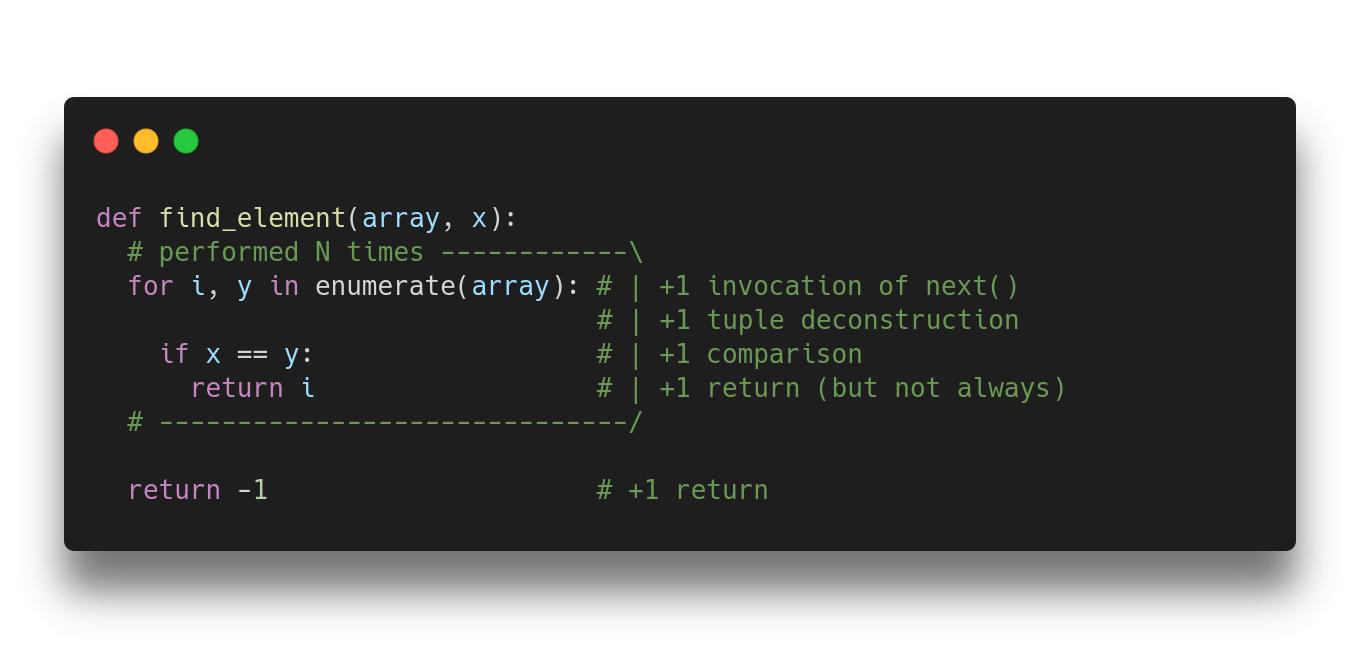 def find_element(array, x):
  # performed N times ------------\
  for i, y in enumerate(array): # | +1 invocation of next()
                                # | +1 tuple deconstruction
    if x == y:                  # | +1 comparison
      return i                  # | +1 return (but not always)
  # ------------------------------/

  return -1                     # +1 return